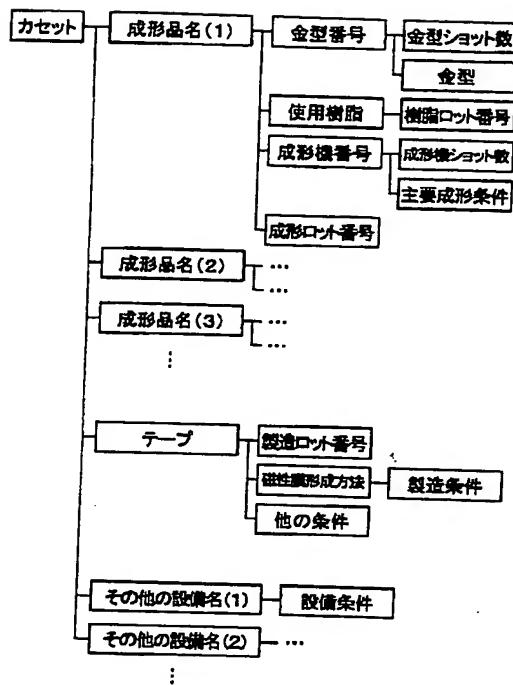 カセット
成形品名(1)
金型番号
金型ショット数
金型
使用樹脂
樹脂ロット番号
成形機番号
成形機ショット数
主要成形条件
成形ロット番号
成形品名(2)
…
…
成形品名(3)
…
…
⋮
テープ
製造ロット番号
磁性膜形成方法
製造条件
他の条件
その他の設備名(1)
設備条件
その他の設備名(2)
…
⋮